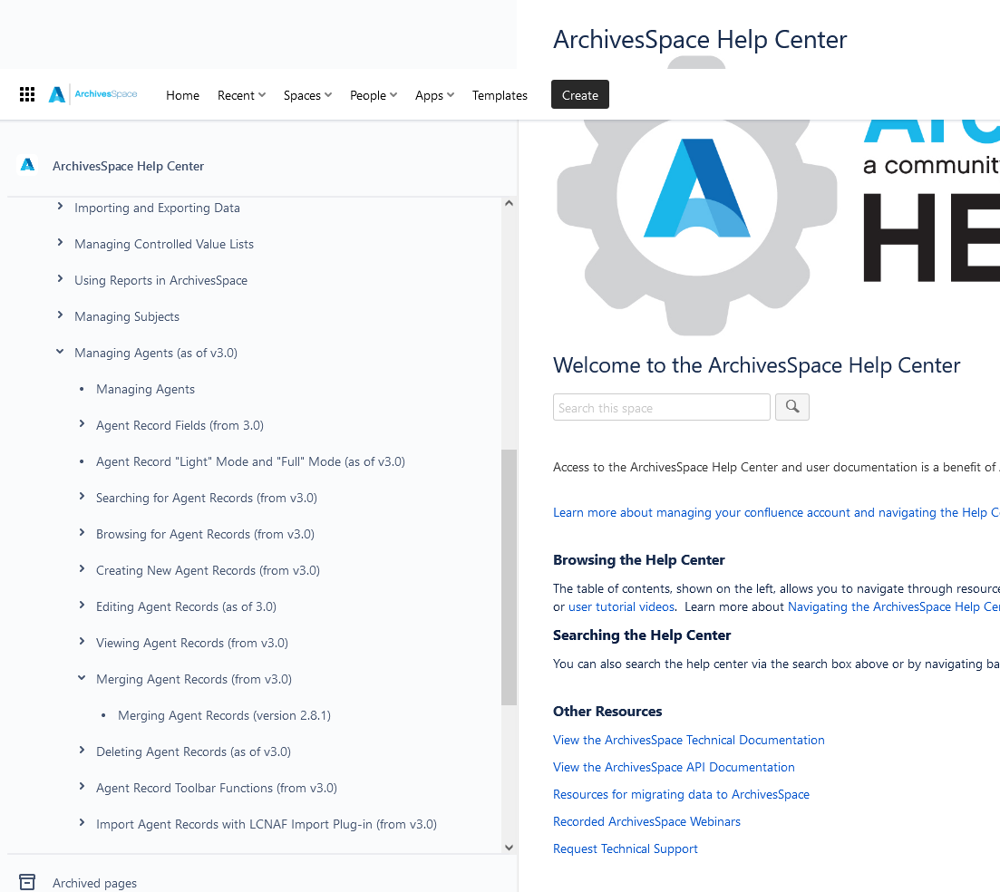 ArchivesSpace Help Center
ArchivesSpace
Home
Recent
Spaces
People
Apps
Templates
Create
ArchivesSpace Help Center
Importing and Exporting Data
Managing Controlled Value Lists
Using Reports in ArchivesSpace
Managing Subjects
Managing Agents (as of v3.0)
Managing Agents
Agent Record Fields (from 3.0)
Agent Record "Light" Mode and "Full" Mode (as of v3.0)
Searching for Agent Records (from v3.0)
Browsing for Agent Records (from v3.0)
Creating New Agent Records (from v3.0)
Editing Agent Records (as of 3.0)
Viewing Agent Records (from v3.0)
Merging Agent Records (from v3.0)
Merging Agent Records (version 2.8.1)
Deleting Agent Records (as of v3.0)
Agent Record Toolbar Functions (from v3.0)
Import Agent Records with LCNAF Import Plug-in (from v3.0)
Archived pages
a community
HE
Welcome to the ArchivesSpace Help Center
Search this space
Access to the ArchivesSpace Help Center and user documentation is a benefit of
Learn more about managing your confluence account and navigating the Help C
Browsing the Help Center
The table of contents, shown on the left, allows you to navigate through resource
or user tutorial videos.  Learn more about Navigating the ArchivesSpace Help Ce
Searching the Help Center
You can also search the help center via the search box above or by navigating ba
Other Resources
View the ArchivesSpace Technical Documentation
View the ArchivesSpace API Documentation
Resources for migrating data to ArchivesSpace
Recorded ArchivesSpace Webinars
Request Technical Support